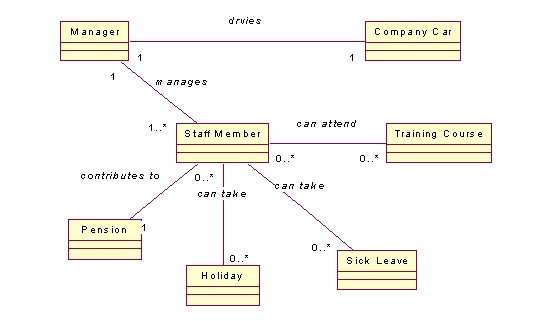 Manager
drvies
Company Car
1
1
1
manages
1..*
Staff Member
can attend
Training Course
0..*
0..*
contributes to
0..*
can take
can take
Pension
1
0..*
0..*
Holiday
Sick Leave